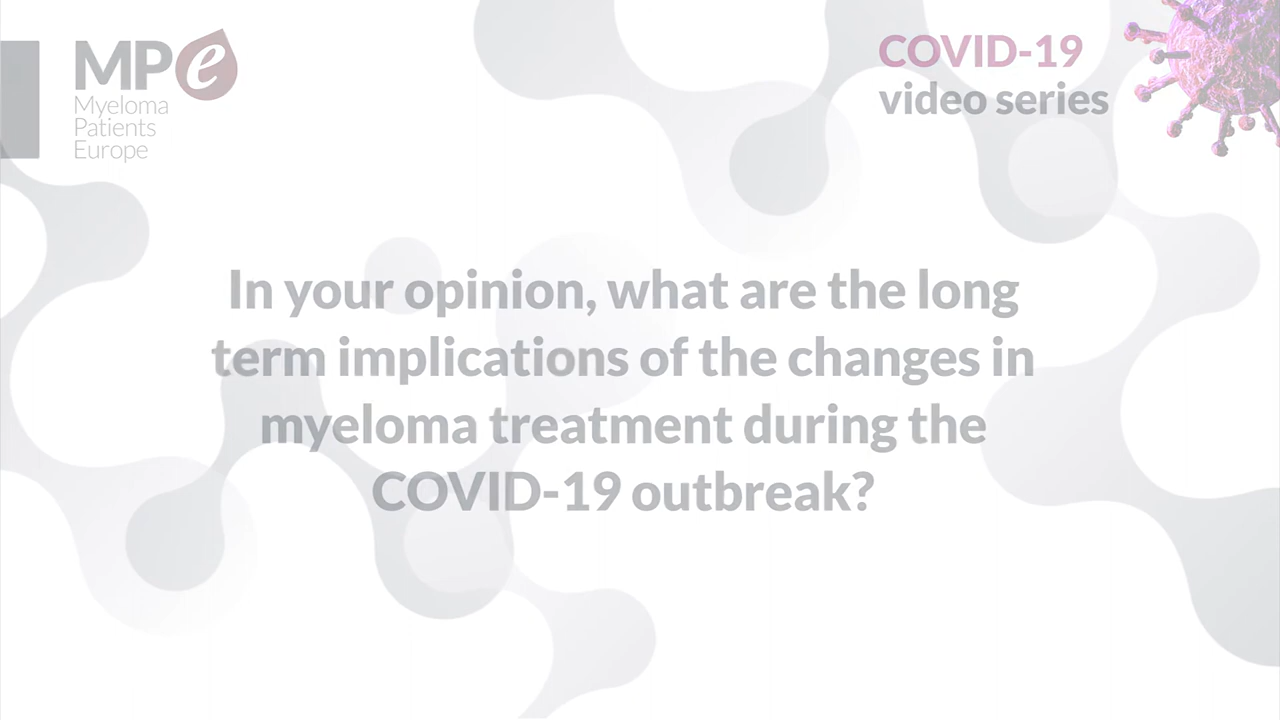 MPe
Myeloma
Patients
Europe
COVID-19
video series
In your opinion, what are the long
term implications of the changes in
myeloma treatment during the
COVID-19 outbreak?